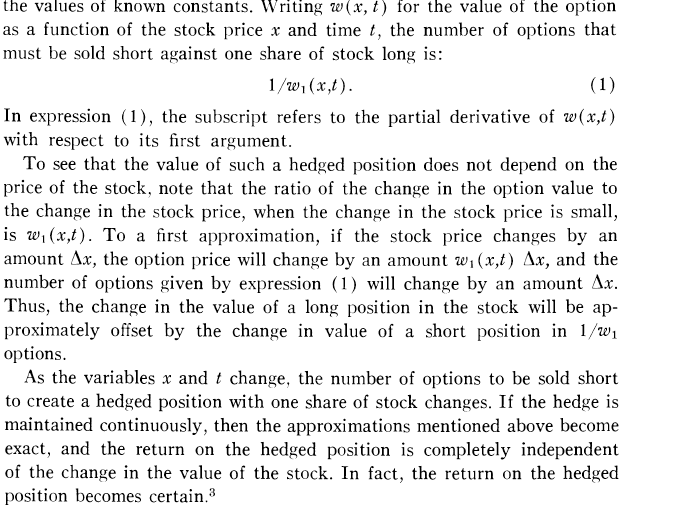 the values of known constants. Writing w(x, t) for the value of the option
as a function of the stock price x and time t, the number of options that
must be sold short against one share of stock long is:
1/w₁(x,t). (1)
In expression (1), the subscript refers to the partial derivative of w(x,t)
with respect to its first argument.
To see that the value of such a hedged position does not depend on the
price of the stock, note that the ratio of the change in the option value to
the change in the stock price, when the change in the stock price is small,
is w₁(x,t). To a first approximation, if the stock price changes by an
amount Δx, the option price will change by an amount w₁(x,t) Δx, and the
number of options given by expression (1) will change by an amount Δx.
Thus, the change in the value of a long position in the stock will be ap-
proximately offset by the change in value of a short position in 1/w₁
options.
As the variables x and t change, the number of options to be sold short
to create a hedged position with one share of stock changes. If the hedge is
maintained continuously, then the approximations mentioned above become
exact, and the return on the hedged position is completely independent
of the change in the value of the stock. In fact, the return on the hedged
position becomes certain.³